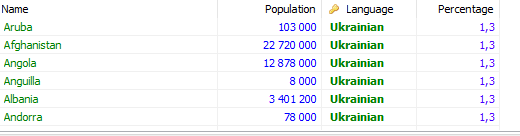 Name Population Language Percentage
Aruba 103 000 Ukrainian 1,3
Afghanistan 22 720 000 Ukrainian 1,3
Angola 12 878 000 Ukrainian 1,3
Anguilla 8 000 Ukrainian 1,3
Albania 3 401 200 Ukrainian 1,3
Andorra 78 000 Ukrainian 1,3